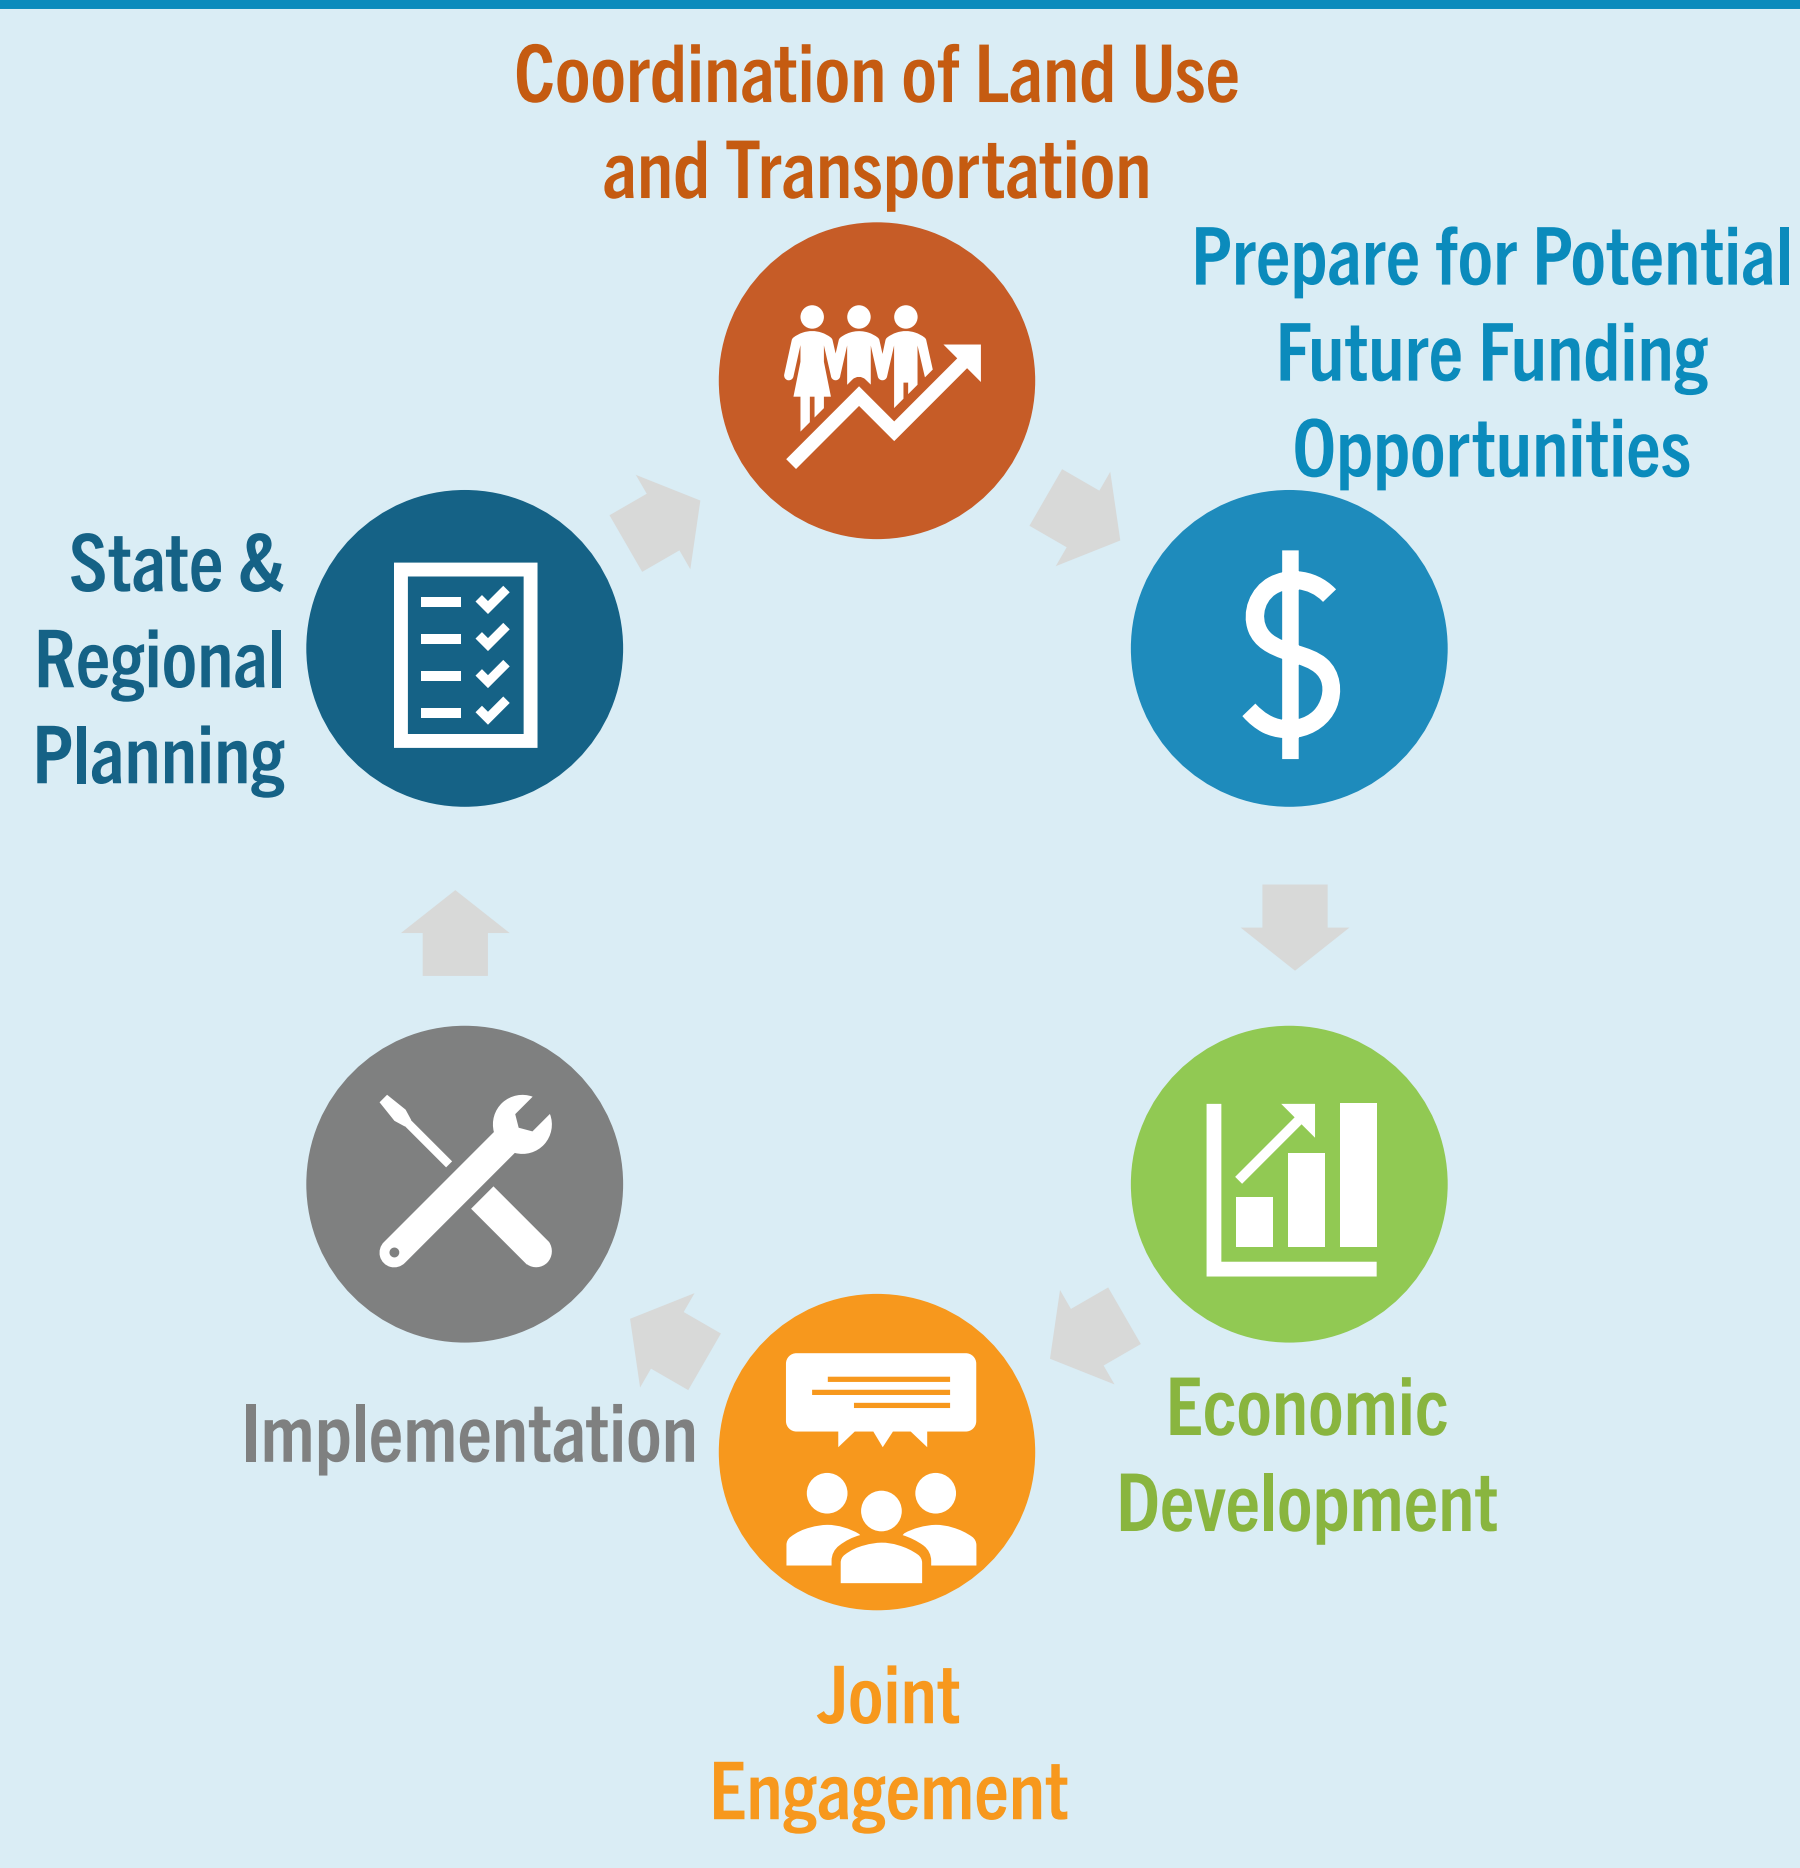 Coordination of Land Use
and Transportation
Prepare for Potential
Future Funding
Opportunities
State &
Regional
Planning
Economic
Development
Implementation
Joint
Engagement